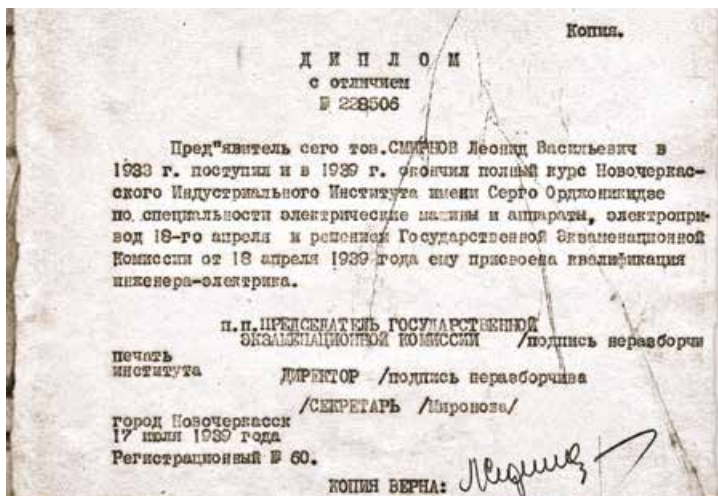 Копия.
Д И П Л О М
с отличием
№ 228506
Пред"явитель сего тов.СМИРНОВ Леонид Васильевич в
1933 г. поступил и в 1939 г. окончил полный курс Новочеркас-
ского Индустриального Института имени Серго Орджоникидзе
по специальности электрические машины и аппараты, электропри-
вод 18-го апреля и решением Государственной Экзаменационной
Комиссии от 18 апреля 1939 года ему присвоена квалификация
инженера-электрика.
п.п.ПРЕДСЕДАТЕЛЬ ГОСУДАРСТВЕННОЙ
ЭКЗАМЕНАЦИОННОЙ КОМИССИИ /подпись неразборчи
печать
института
ДИРЕКТОР /подпись неразборчива
/СЕКРЕТАРЬ /Миронова/
город Новочеркасск
17 июля 1939 года
Регистрационный № 60.
КОПИЯ ВЕРНА: